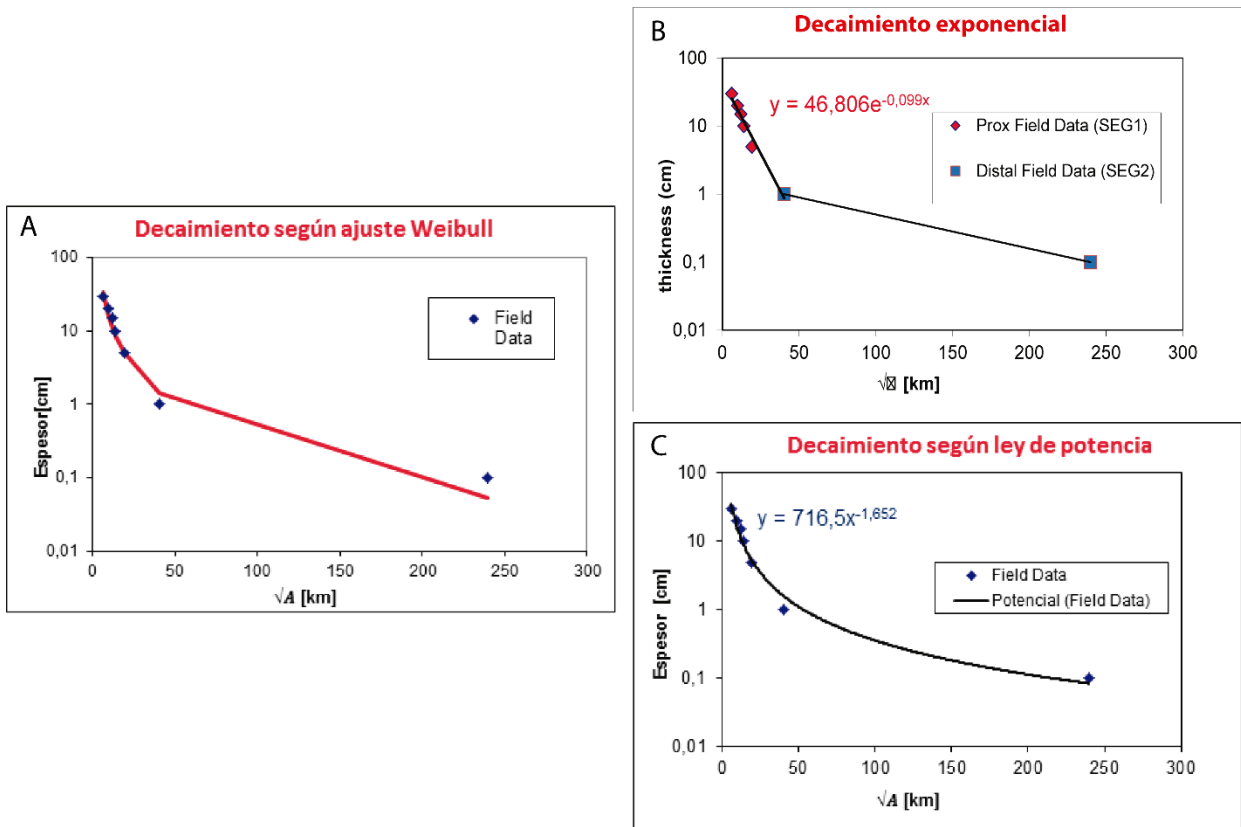 A
Decaimiento según ajuste Weibull
100
10
1
0,1
0,01
Espesor[cm]
0
50
100
150
200
250
300
√A [km]
Field
Data
B
Decaimiento exponencial
100
10
1
0,1
0,01
thickness (cm)
y = 46,806e^-0,099x
Prox Field Data (SEG1)
Distal Field Data (SEG2)
0
50
100
150
200
250
300
√ [km]
C
Decaimiento según ley de potencia
100
10
1
0,1
0,01
Espesor [cm]
y = 716,5x^-1,652
Field Data
Potencial (Field Data)
0
50
100
150
200
250
300
√A [km]